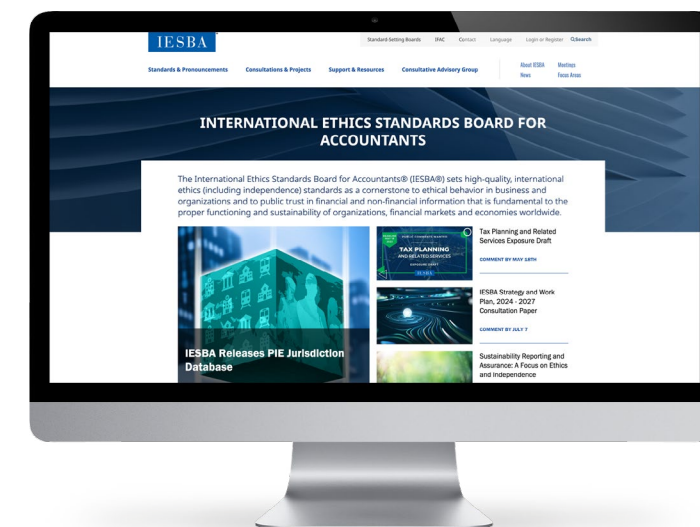 IESBA
Standard-Setting Boards IFAC Contact Language Login or Register Search
Standards & Pronouncements Consultations & Projects Support & Resources Consultative Advisory Group
About IESBA Meetings
News Focus Areas
INTERNATIONAL ETHICS STANDARDS BOARD FOR
ACCOUNTANTS
The International Ethics Standards Board for Accountants® (IESBA®) sets high-quality, international
ethics (including independence) standards as a cornerstone to ethical behavior in business and
organizations and to public trust in financial and non-financial information that is fundamental to the
proper functioning and sustainability of organizations, financial markets and economies worldwide.
IESBA Releases PIE Jurisdiction
Database
TAX PLANNING
AND RELATED SERVICES
EXPOSURE DRAFT
IESBA
Tax Planning and Related
Services Exposure Draft
COMMENT BY MAY 18TH
IESBA Strategy and Work
Plan, 2024 - 2027
Consultation Paper
COMMENT BY JULY 7
Sustainability Reporting and
Assurance: A Focus on Ethics
and Independence